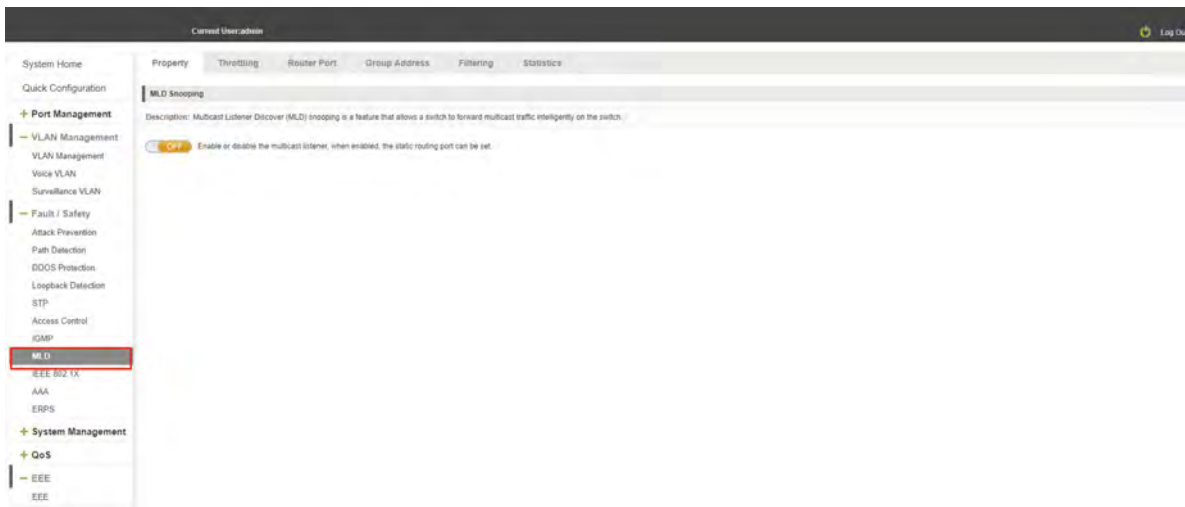 Current User:admin
Log Ou
System Home
Quick Configuration
+ Port Management
− VLAN Management
VLAN Management
Voice VLAN
Surveillance VLAN
− Fault / Safety
Attack Prevention
Path Detection
DDOS Protection
Loopback Detection
STP
Access Control
IGMP
MLD
IEEE 802.1X
AAA
ERPS
+ System Management
+ QoS
− EEE
EEE
Property Throttling Router Port Group Address Filtering Statistics
MLD Snooping
Description: Multicast Listener Discover (MLD) snooping is a feature that allows a switch to forward multicast traffic intelligently on the switch.
OFF Enable or disable the multicast listener, when enabled, the static routing port can be set.